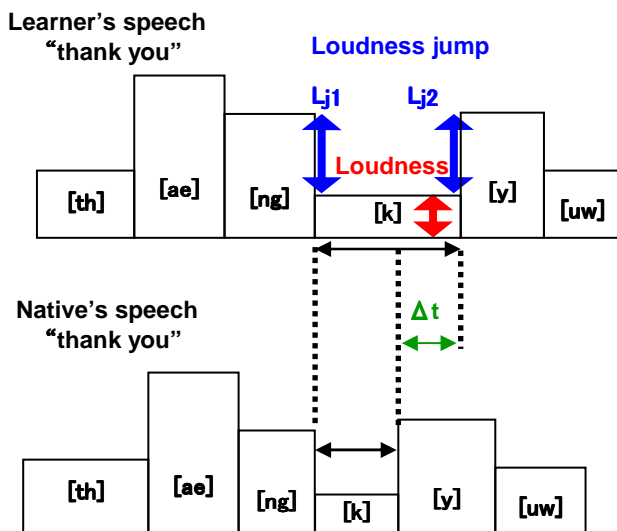 Learner's speech
“thank you”
Loudness jump
Lj1
Lj2
Loudness
[th]
[ae]
[ng]
[k]
[y]
[uw]
Native's speech
“thank you”
Δt
[th]
[ae]
[ng]
[k]
[y]
[uw]